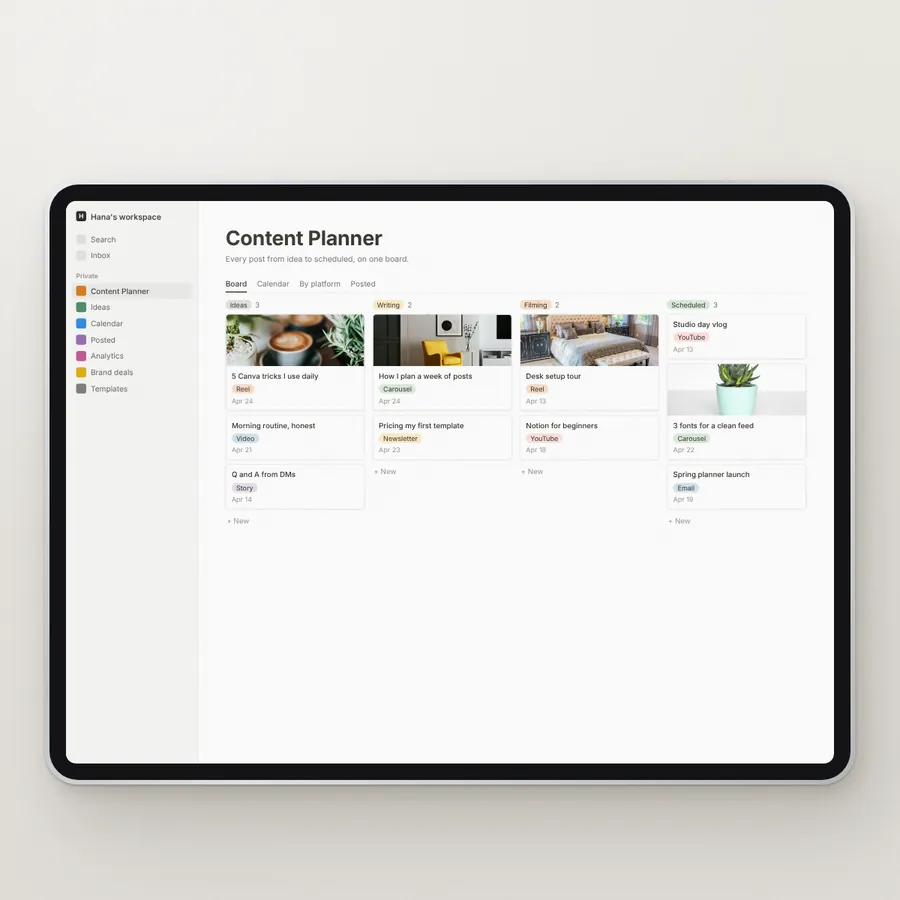 H Hana's workspace
Search
Inbox
Private
Content Planner
Ideas
Calendar
Posted
Analytics
Brand deals
Templates
Content Planner
Every post from idea to scheduled, on one board.
Board Calendar By platform Posted
Ideas 3
5 Canva tricks I use daily
Reel
Apr 24
Morning routine, honest
Video
Apr 21
Q and A from DMs
Story
Apr 14
+ New
Writing 2
How I plan a week of posts
Carousel
Apr 24
Pricing my first template
Newsletter
Apr 23
+ New
Filming 2
Desk setup tour
Reel
Apr 13
Notion for beginners
YouTube
Apr 18
+ New
Scheduled 3
Studio day vlog
YouTube
Apr 13
3 fonts for a clean feed
Carousel
Apr 22
Spring planner launch
Email
Apr 19
+ New